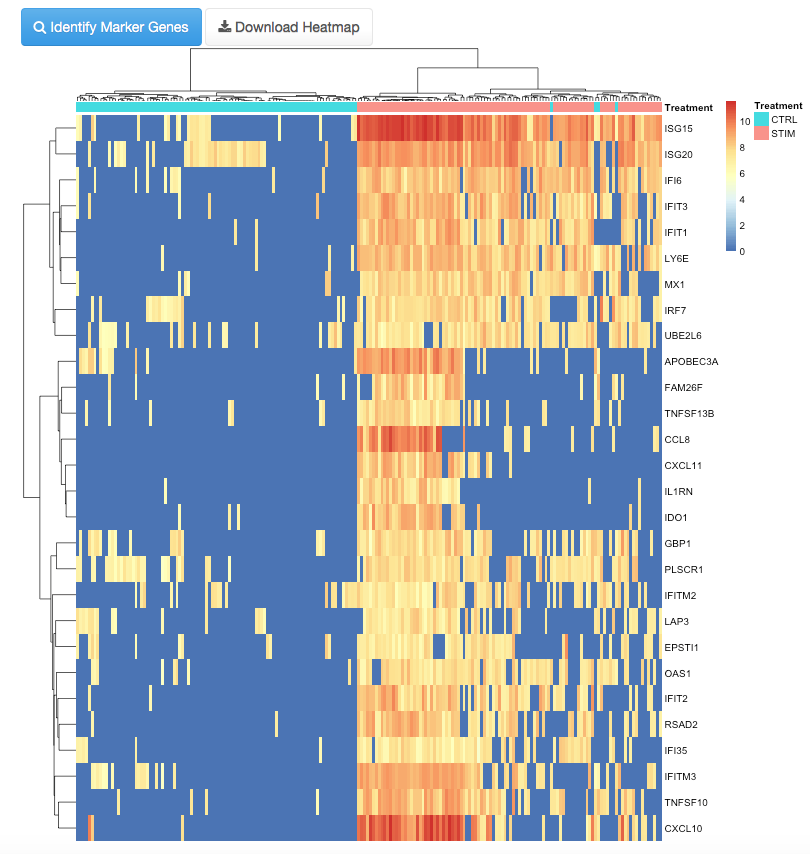 Identify Marker Genes
Download Heatmap
Treatment
ISG15
ISG20
IFI6
IFIT3
IFIT1
LY6E
MX1
IRF7
UBE2L6
APOBEC3A
FAM26F
TNFSF13B
CCL8
CXCL11
IL1RN
IDO1
GBP1
PLSCR1
IFITM2
LAP3
EPSTI1
OAS1
IFIT2
RSAD2
IFI35
IFITM3
TNFSF10
CXCL10
10
8
6
4
2
0
Treatment
CTRL
STIM